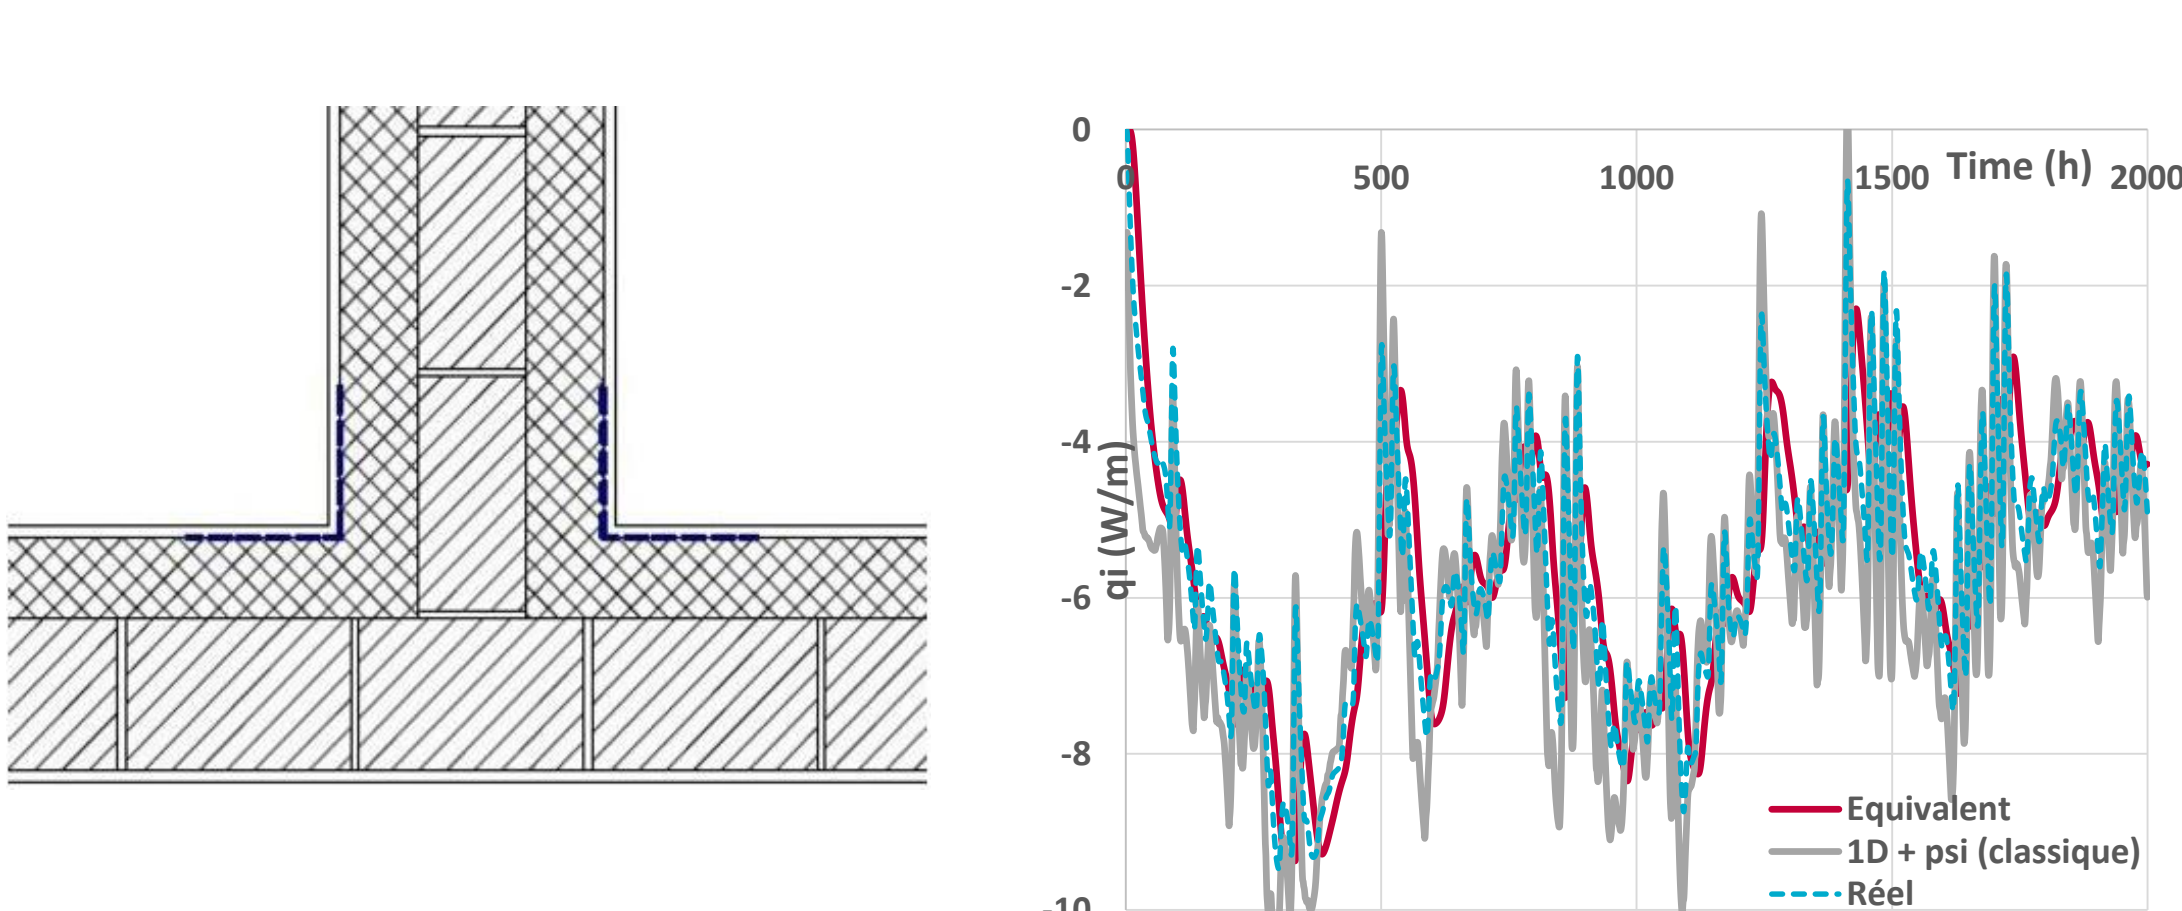 0
0
500
1000
1500
Time (h)
2000
-2
-4
qi (W/m)
-6
-8
-10
Equivalent
1D + psi (classique)
Réel